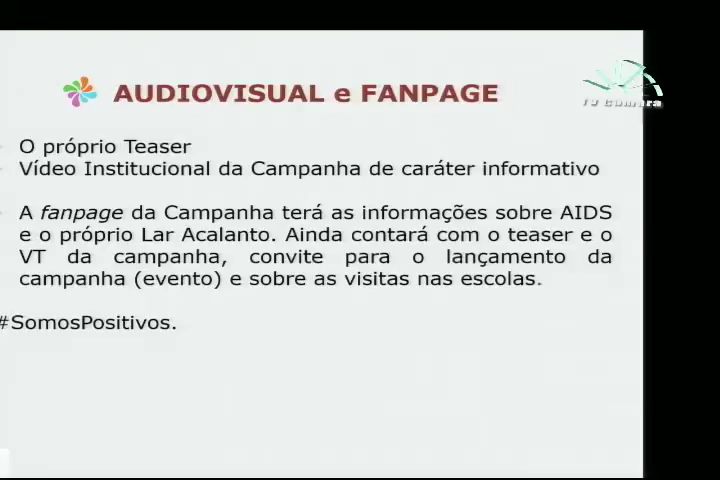 AUDIOVISUAL e FANPAGE
TV Câmara
O próprio Teaser
Vídeo Institucional da Campanha de caráter informativo
A fanpage da Campanha terá as informações sobre AIDS
e o próprio Lar Acalanto. Ainda contará com o teaser e o
VT da campanha, convite para o lançamento da
campanha (evento) e sobre as visitas nas escolas.
#SomosPositivos.